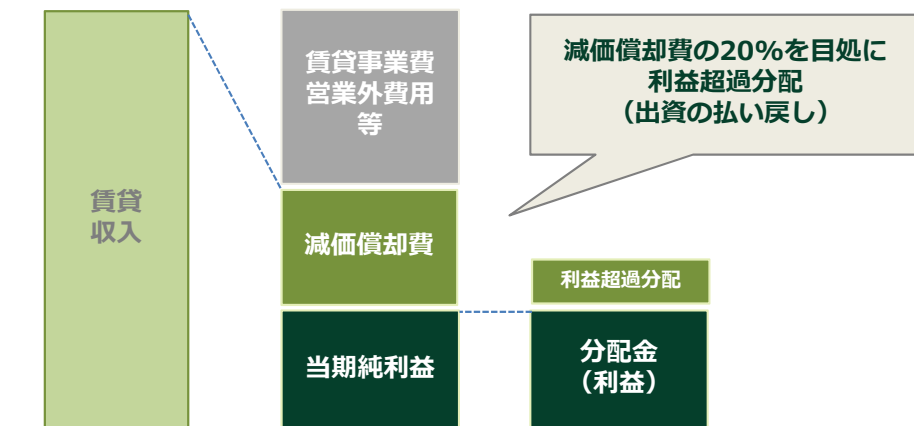 賃貸
収入
賃貸事業費
営業外費用
等
減価償却費
当期純利益
減価償却費の20%を目処に
利益超過分配
（出資の払い戻し）
利益超過分配
分配金
（利益）